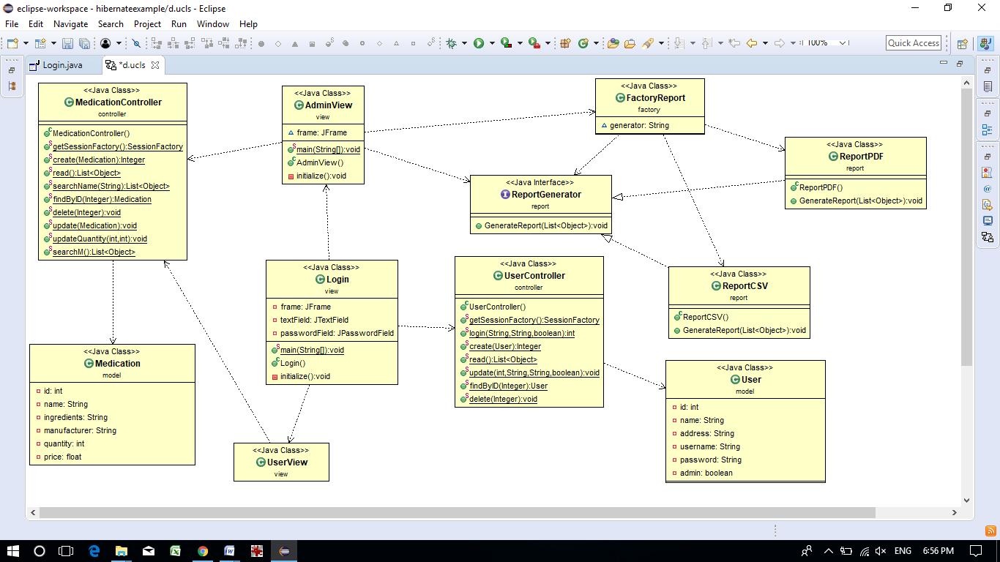 eclipse-workspace - hibernateexample/d.ucls - Eclipse
File Edit Navigate Search Project Run Window Help
100%
Quick Access
Login.java
*d.ucls
<<Java Class>>
MedicationController
controller
MedicationController()
getSessionFactory():SessionFactory
create(Medication):Integer
read():List<Object>
searchName(String):List<Object>
findByID(Integer):Medication
delete(Integer):void
update(Medication):void
updateQuantity(int,int):void
searchM():List<Object>
<<Java Class>>
AdminView
view
frame: JFrame
main(String[]):void
AdminView()
initialize():void
<<Java Class>>
FactoryReport
factory
generator: String
<<Java Class>>
ReportPDF
report
ReportPDF()
GenerateReport(List<Object>):void
<<Java Interface>>
ReportGenerator
report
GenerateReport(List<Object>):void
<<Java Class>>
Login
view
frame: JFrame
textField: JTextField
passwordField: JPasswordField
main(String[]):void
Login()
initialize():void
<<Java Class>>
UserController
controller
UserController()
getSessionFactory():SessionFactory
login(String,String,boolean):int
create(User):Integer
read():List<Object>
update(int,String,String,boolean):void
findByID(Integer):User
delete(Integer):void
<<Java Class>>
ReportCSV
report
ReportCSV()
GenerateReport(List<Object>):void
<<Java Class>>
Medication
model
id: int
name: String
ingredients: String
manufacturer: String
quantity: int
price: float
<<Java Class>>
UserView
view
<<Java Class>>
User
model
id: int
name: String
address: String
username: String
password: String
admin: boolean
ENG
6:56 PM